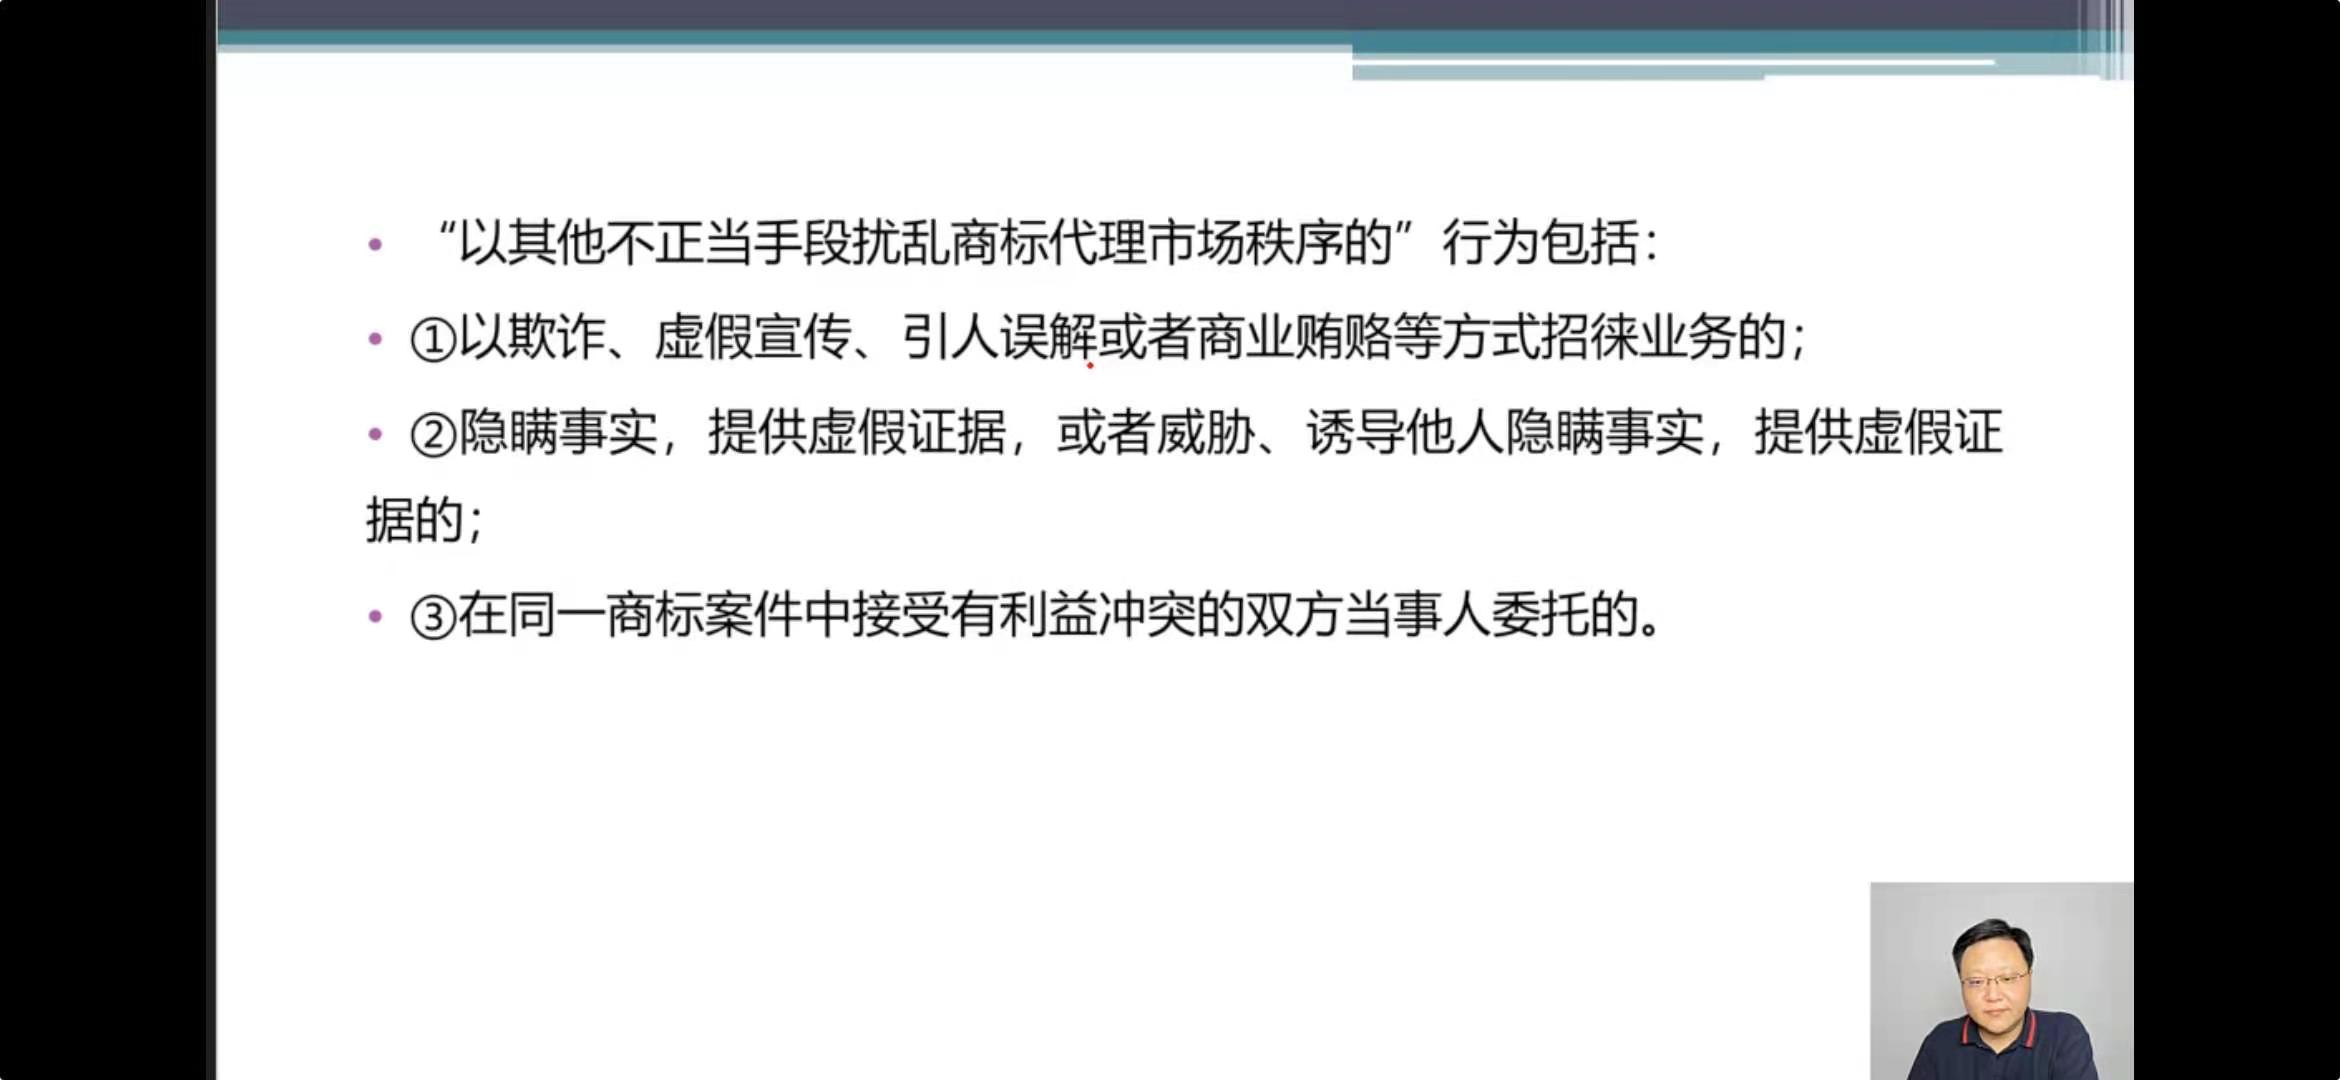 • “以其他不正当手段扰乱商标代理市场秩序的”行为包括：
• ①以欺诈、虚假宣传、引人误解或者商业贿赂等方式招徕业务的；
• ②隐瞒事实，提供虚假证据，或者威胁、诱导他人隐瞒事实，提供虚假证
据的；
• ③在同一商标案件中接受有利益冲突的双方当事人委托的。